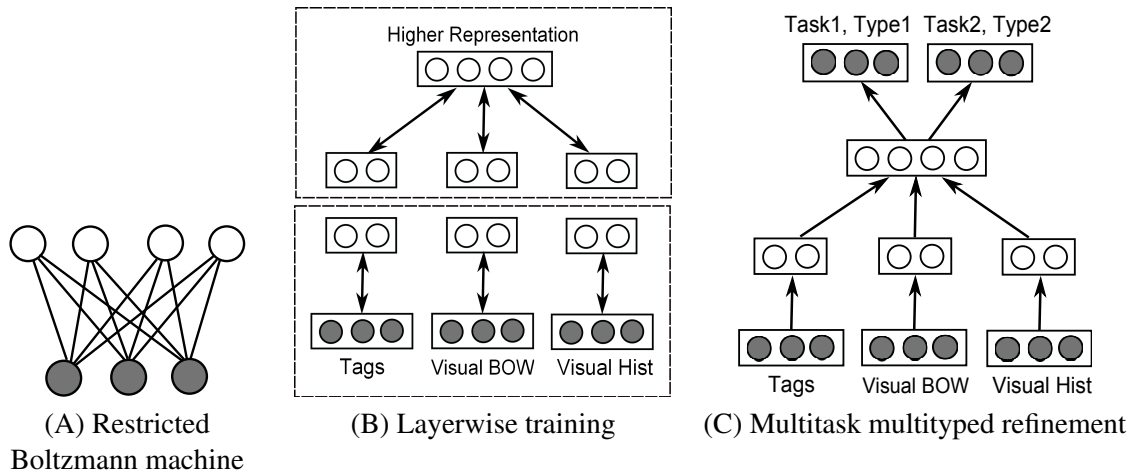 Higher Representation
Tags
Visual BOW
Visual Hist
Task1, Type1
Task2, Type2
Tags
Visual BOW
Visual Hist
(A) Restricted
Boltzmann machine
(B) Layerwise training
(C) Multitask multityped refinement